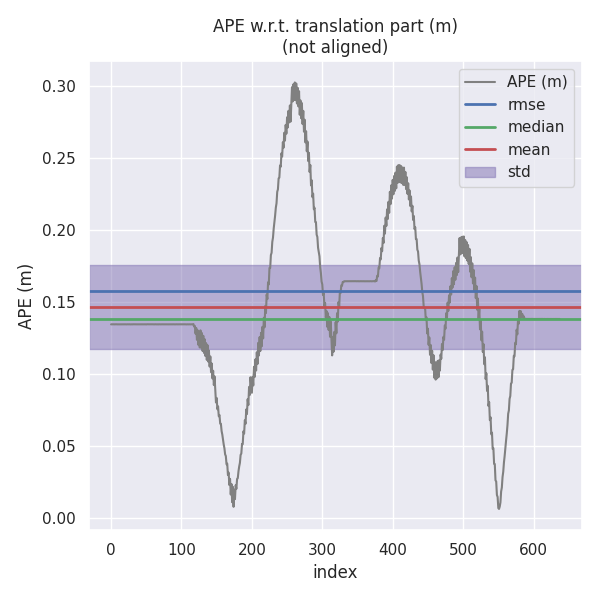 APE w.r.t. translation part (m)
(not aligned)
APE (m)
rmse
median
mean
std
0.30
0.25
0.20
0.15
0.10
0.05
0.00
APE (m)
0
100
200
300
400
500
600
index